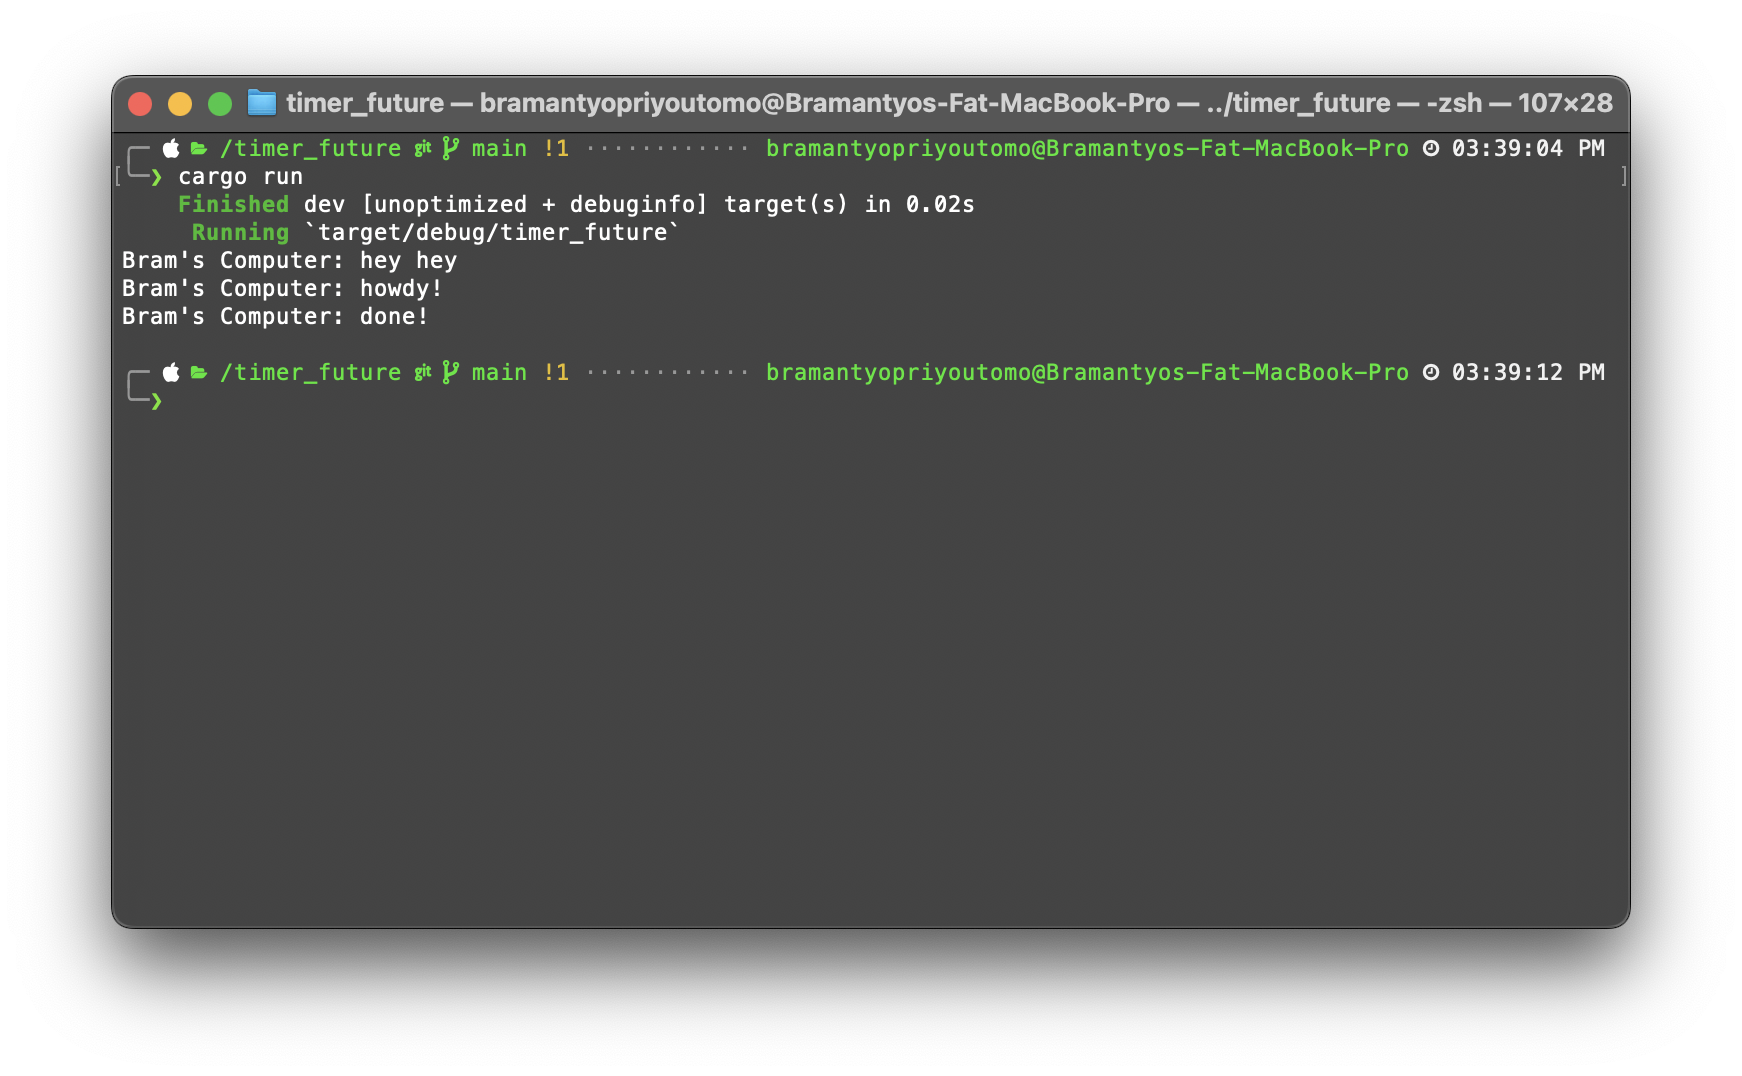 timer_future — bramantyopriyoutomo@Bramantyos-Fat-MacBook-Pro — ../timer_future — -zsh — 107×28
/timer_future git main !1 ············ bramantyopriyoutomo@Bramantyos-Fat-MacBook-Pro 03:39:04 PM
❯ cargo run
Finished dev [unoptimized + debuginfo] target(s) in 0.02s
Running `target/debug/timer_future`
Bram's Computer: hey hey
Bram's Computer: howdy!
Bram's Computer: done!
/timer_future git main !1 ············ bramantyopriyoutomo@Bramantyos-Fat-MacBook-Pro 03:39:12 PM
❯